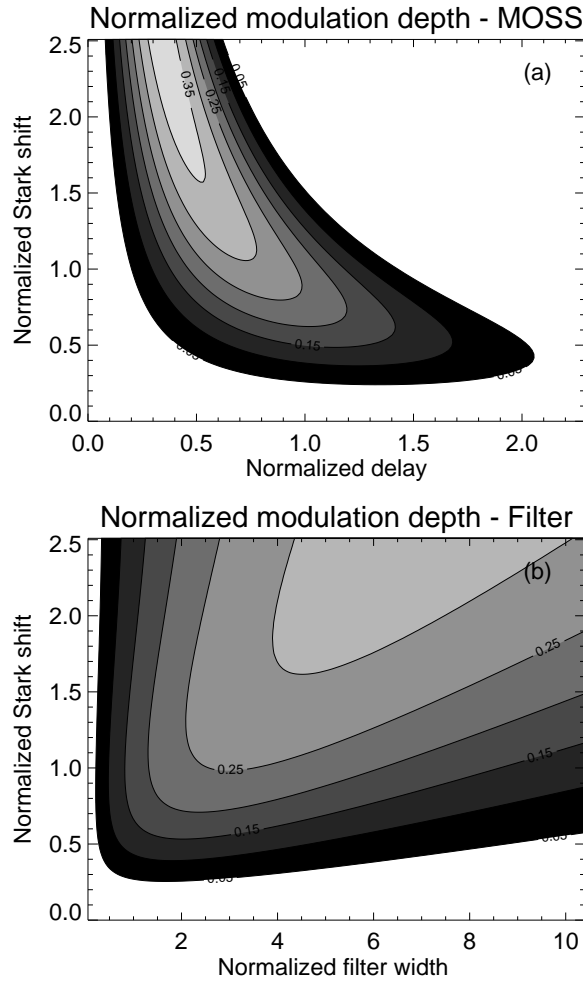 Normalized modulation depth - MOSS
2.5
2.0
1.5
1.0
0.5
0.0
Normalized Stark shift
(a)
0.35
0.25
0.15
0.05
0.15
0.05
0.05
0.0 0.5 1.0 1.5 2.0
Normalized delay
Normalized modulation depth - Filter
2.5
2.0
1.5
1.0
0.5
0.0
Normalized Stark shift
(b)
0.25
0.25
0.15
0.15
0.05
0.05
2 4 6 8 10
Normalized filter width